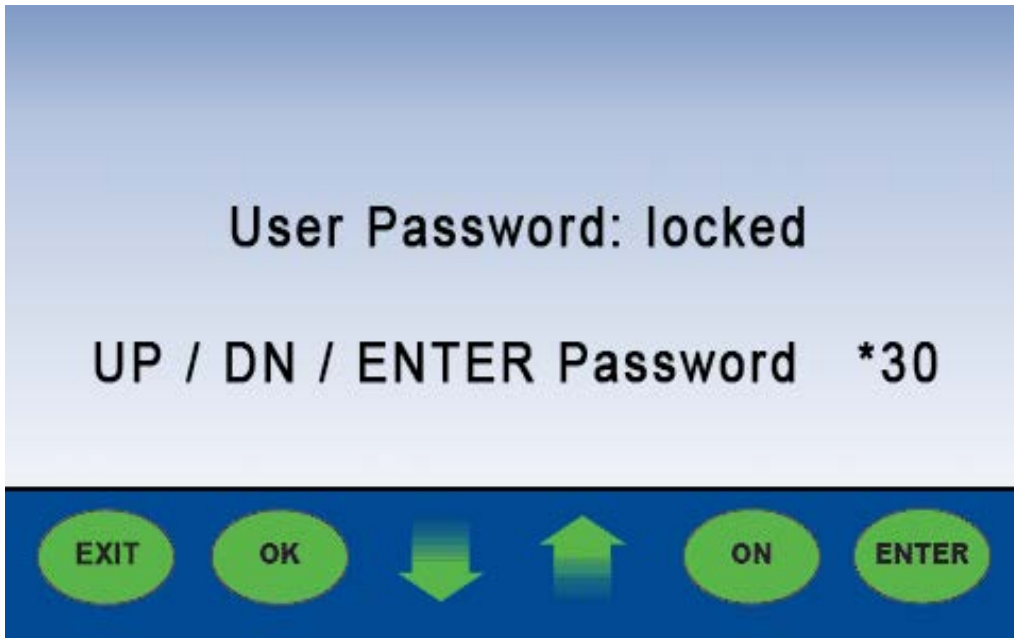 User Password: locked
UP / DN / ENTER Password *30
EXIT OK ON ENTER